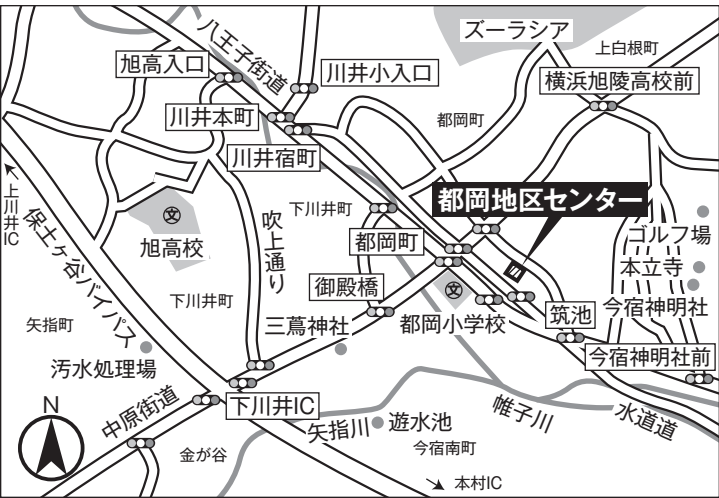 ズーラシア
八王子街道
上白根町
旭高入口
川井小入口
横浜旭陵高校前
川井本町
都岡町
川井宿町
上川井IC
都岡地区センター
下川井町
保土ヶ谷バイパス
吹上通り
ゴルフ場
旭高校
都岡町
本立寺
御殿橋
下川井町
今宿神明社
矢指町
三蔦神社
都岡小学校
筑池
汚水処理場
今宿神明社前
中原街道
下川井IC
帷子川
水道道
矢指川
遊水池
N
今宿南町
金が谷
本村IC